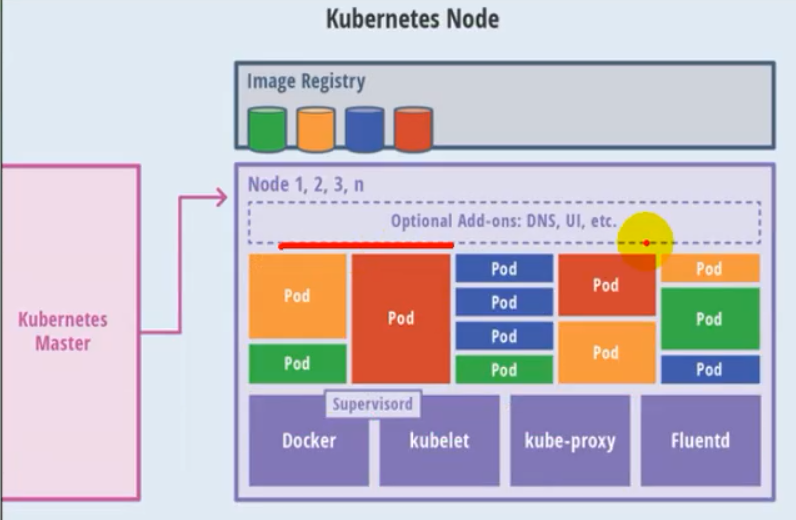 Kubernetes Node
Image Registry
Node 1, 2, 3, n
Optional Add-ons: DNS, UI, etc.
Pod
Pod
Pod
Pod
Pod
Pod
Pod
Pod
Pod
Pod
Pod
Pod
Supervisord
Docker
kubelet
kube-proxy
Fluentd
Kubernetes
Master